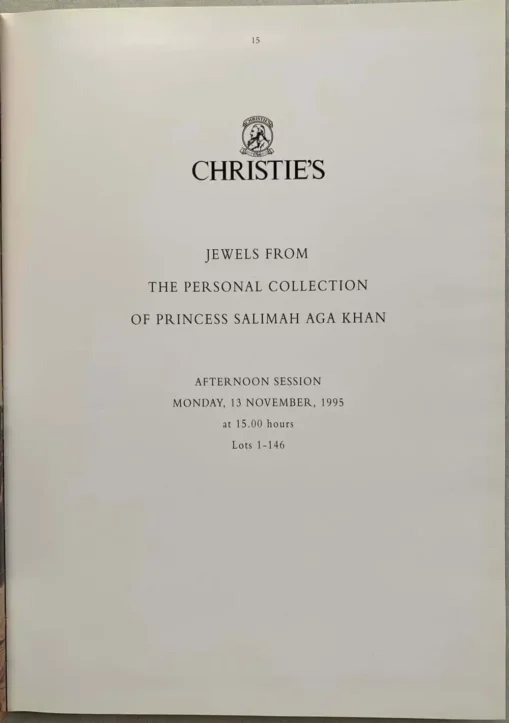 15
CHRISTIE'S
JEWELS FROM
THE PERSONAL COLLECTION
OF PRINCESS SALIMAH AGA KHAN
AFTERNOON SESSION
MONDAY, 13 NOVEMBER, 1995
at 15.00 hours
Lots 1-146